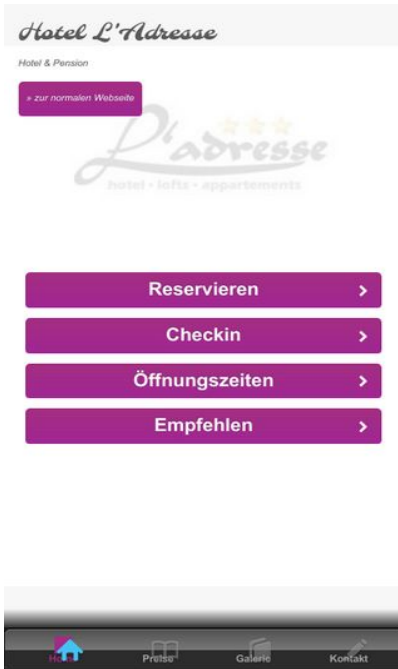 Hotel L'Adresse
Hotel & Pension
» zur normalen Webseite
L'adresse
hotel • lofts • appartements
Reservieren
Checkin
Öffnungszeiten
Empfehlen
Preise
Galerie
Kontakt